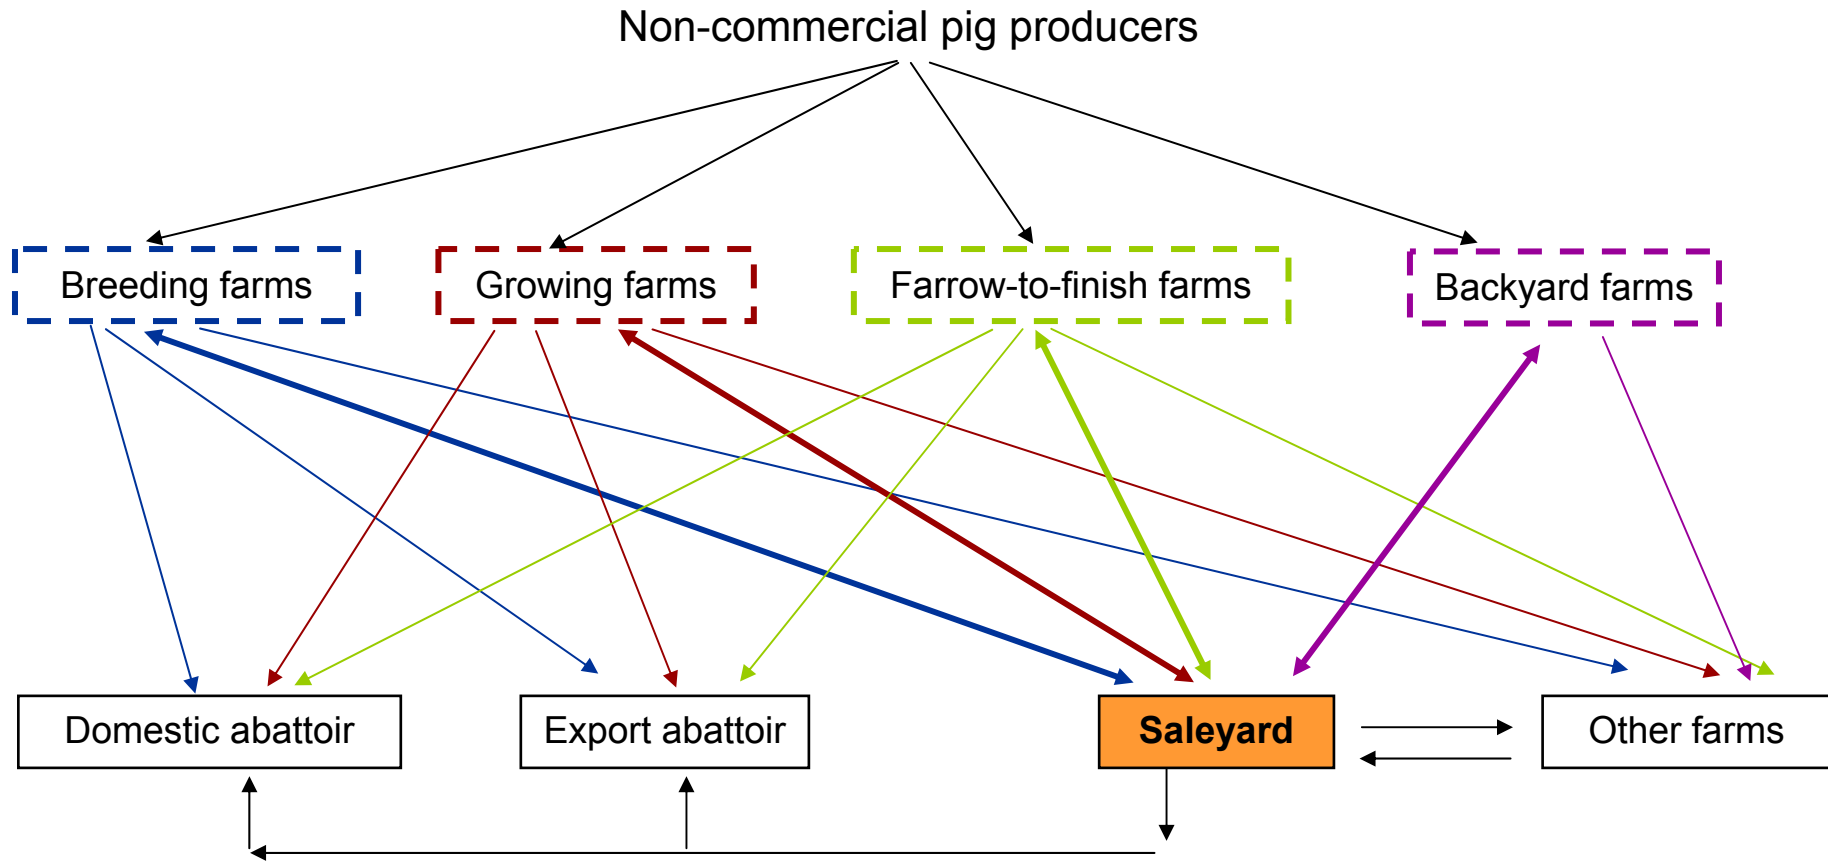 Non-commercial pig producers
Breeding farms
Growing farms
Farrow-to-finish farms
Backyard farms
Domestic abattoir
Export abattoir
Saleyard
Other farms